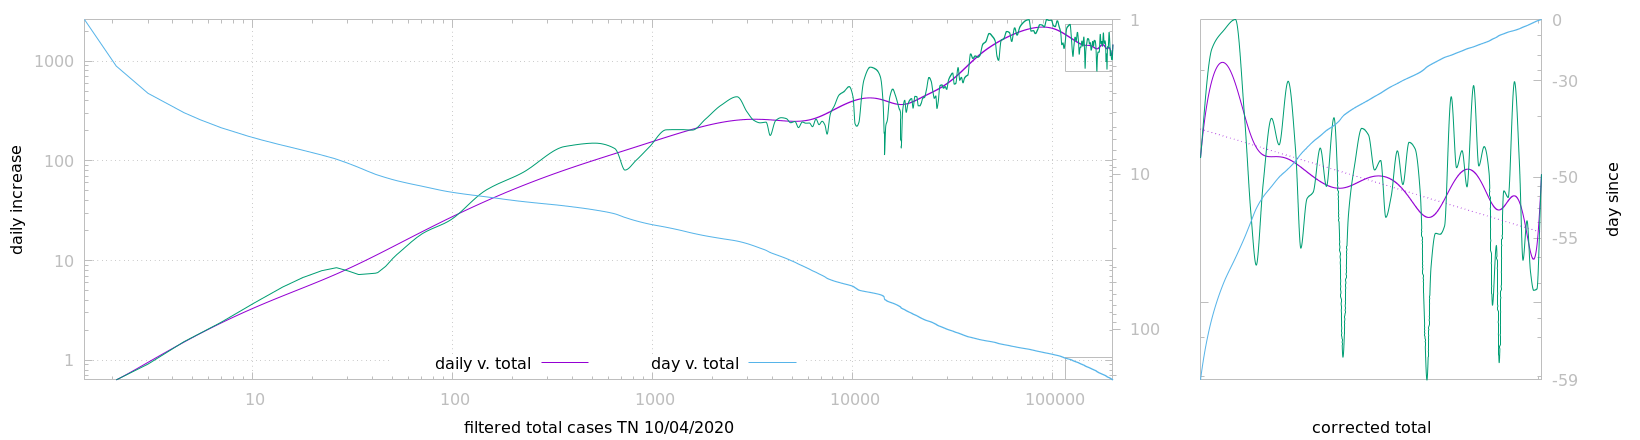 daily increase
1000
100
10
1
daily v. total
day v. total
10
100
1000
10000
100000
filtered total cases TN 10/04/2020
1
10
100
0
-30
-50
-55
-59
day since
corrected total